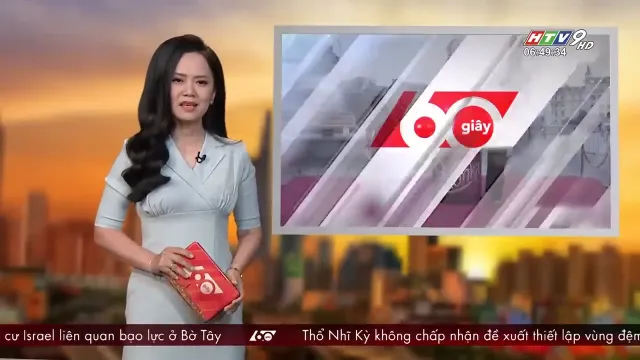 HTV9 HD
06:49:34
60 giây
60
cư Israel liên quan bạo lực ở Bờ Tây
60
Thổ Nhĩ Kỳ không chấp nhận đề xuất thiết lập vùng đệm